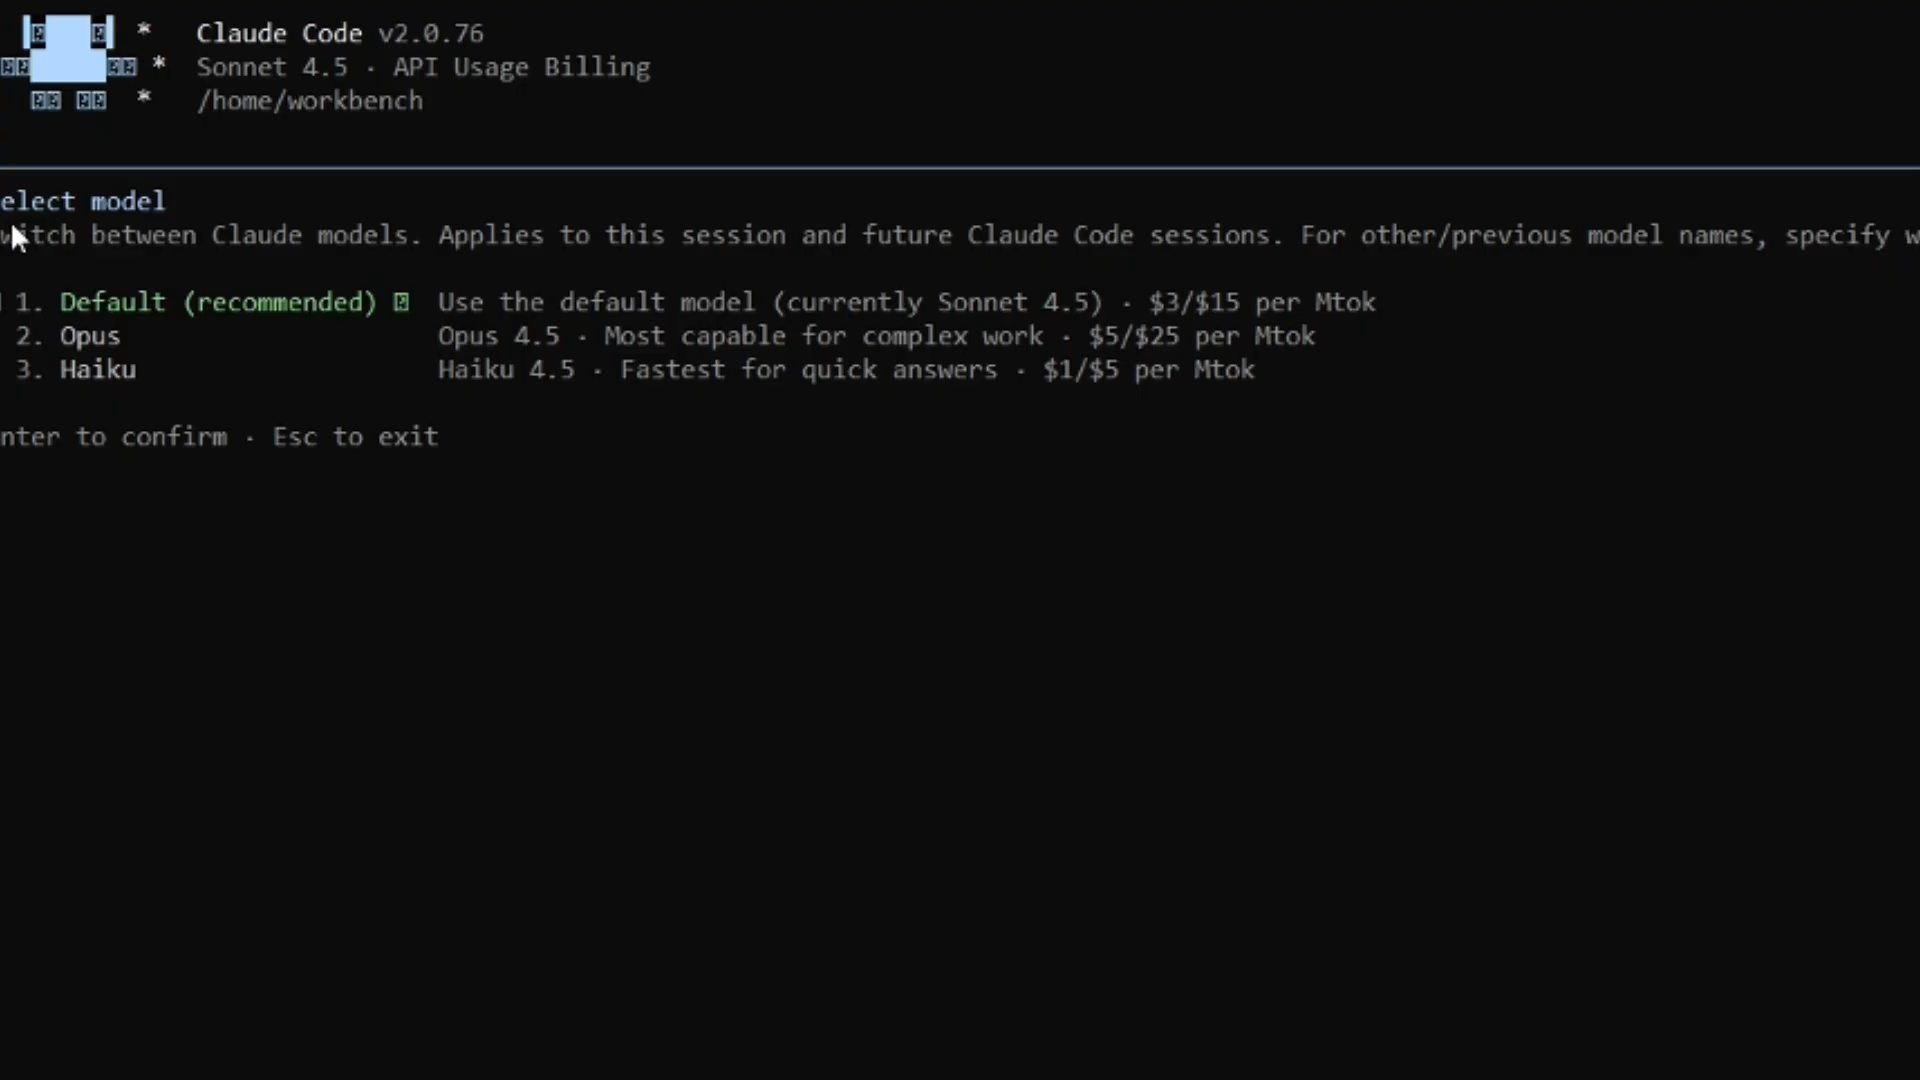 * Claude Code v2.0.76
* Sonnet 4.5 · API Usage Billing
* /home/workbench
elect model
witch between Claude models. Applies to this session and future Claude Code sessions. For other/previous model names, specify w
1. Default (recommended) Use the default model (currently Sonnet 4.5) · $3/$15 per Mtok
2. Opus Opus 4.5 · Most capable for complex work · $5/$25 per Mtok
3. Haiku Haiku 4.5 · Fastest for quick answers · $1/$5 per Mtok
nter to confirm · Esc to exit